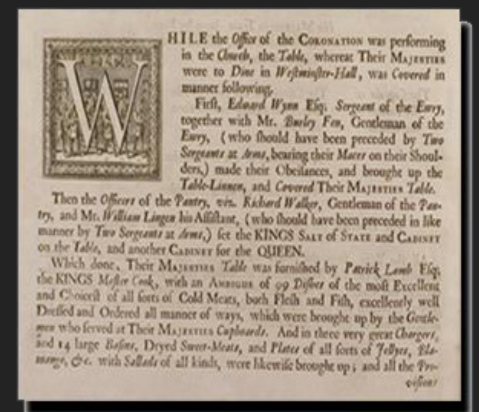 WHILE the Office of the CORONATION was performing
in the Church, the Table, whereat Their MAJESTIES
were to Dine in Westminster-Hall, was Covered in
manner following.
First, Edward Wynn Esq; Sergeant of the Ewry,
together with Mr. Burley Fen, Gentleman of the
Ewry, (who ſhould have been preceded by Two
Sergeants at Arms, bearing their Maces on their Shoul-
ders,) made their Obeiſances, and brought up the
Table-Linnen, and Covered Their MAJESTIES Table.
Then the Officers of the Pantry, viz. Richard Walker, Gentleman of the Pan-
try, and Mr. William Lingen his Aſſiſtant, (who ſhould have been preceded in like
manner by Two Sergeants at Arms,) ſet the KINGS SALT of STATE and CADINET
on the Table, and another CADINET for the QUEEN.
Which done, Their MAJESTIES Table was furniſhed by Patrick Lamb Eſq;
the KINGS Maſter Cook, with an AMBIGUE of 99 Diſhes of the moſt Excellent
and Choiceſt of all ſorts of Cold Meats, both Fleſh and Fiſh, excellently well
Dreſſed and Ordered all manner of ways, which were brought up by the Gentle-
men who ſerved at Their MAJESTIES Cupboards. And in three very great Chargers,
and 14 large Baſins, Dryed Sweet-Meats, and Plates of all ſorts of Jellyes, Bla-
mange, &c. with Sallads of all kinds, were likewiſe brought up; and all the Pro-
viſions